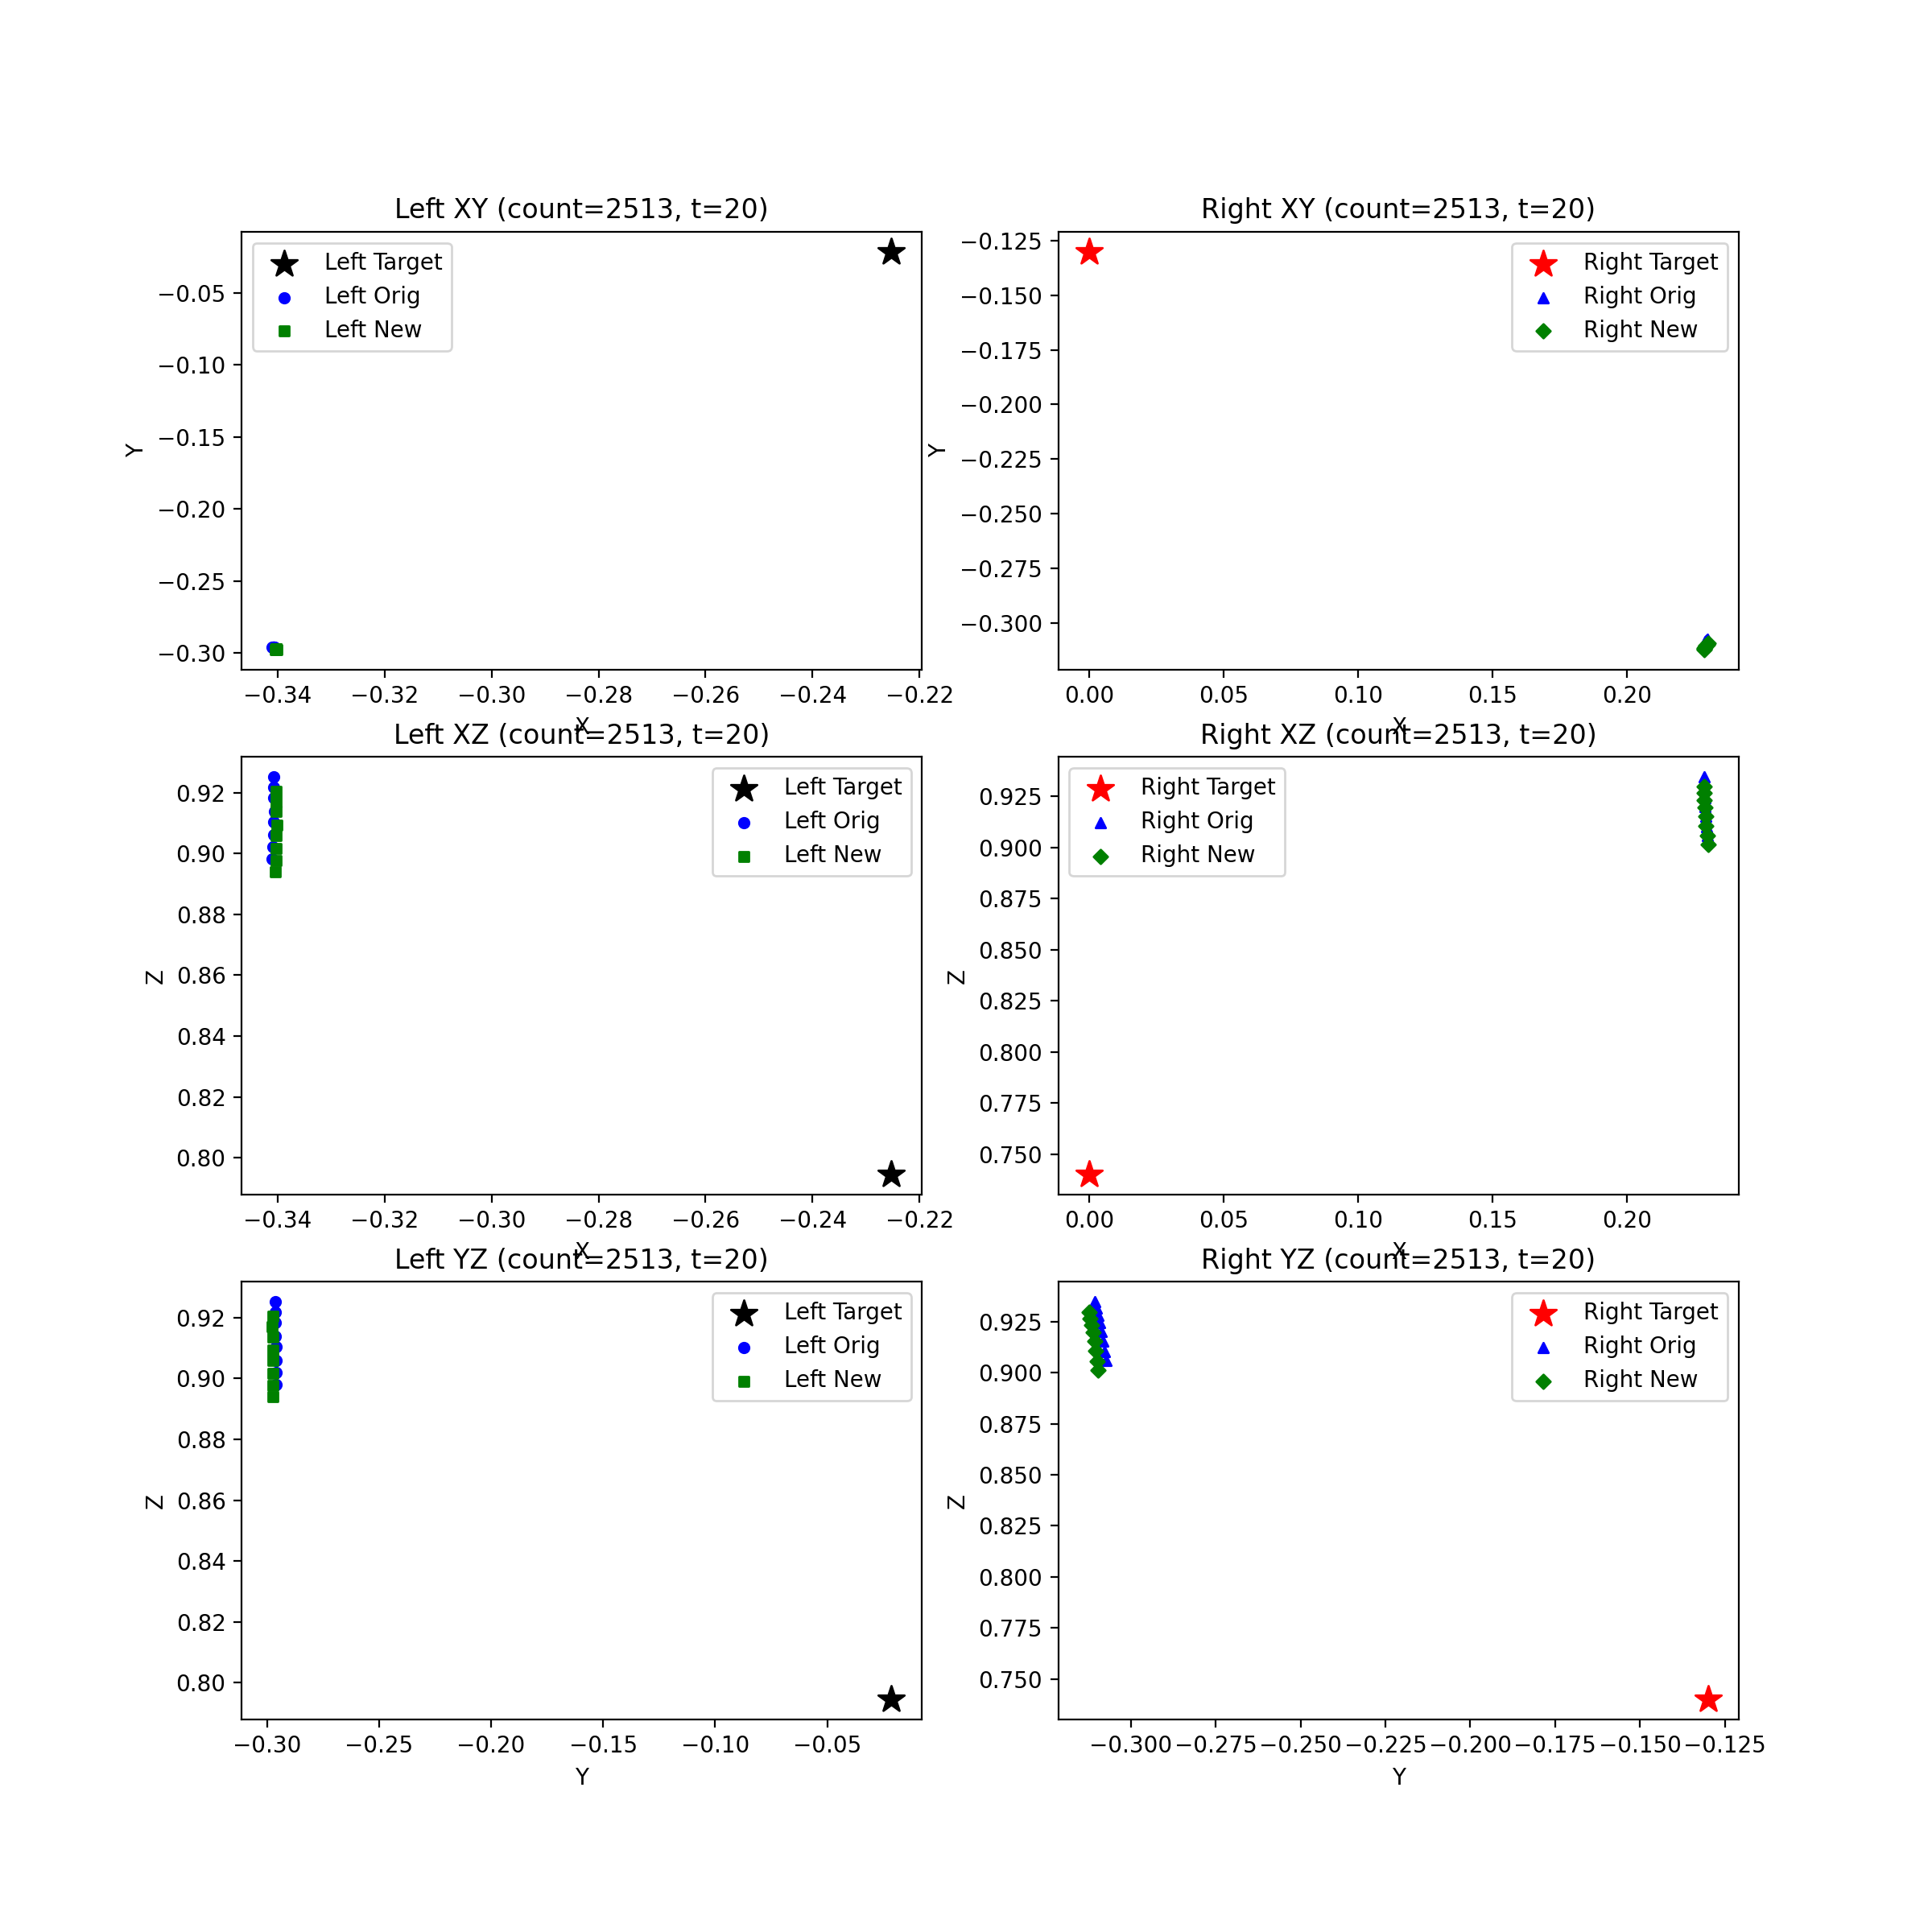 Left XY (count=2513, t=20)
Left Target
Left Orig
Left New
Y
−0.05
−0.10
−0.15
−0.20
−0.25
−0.30
−0.34 −0.32 −0.30 −0.28 −0.26 −0.24 −0.22
X
Right XY (count=2513, t=20)
Right Target
Right Orig
Right New
Y
−0.125
−0.150
−0.175
−0.200
−0.225
−0.250
−0.275
−0.300
0.00 0.05 0.10 0.15 0.20
X
Left XZ (count=2513, t=20)
Left Target
Left Orig
Left New
Z
0.92
0.90
0.88
0.86
0.84
0.82
0.80
−0.34 −0.32 −0.30 −0.28 −0.26 −0.24 −0.22
X
Right XZ (count=2513, t=20)
Right Target
Right Orig
Right New
Z
0.925
0.900
0.875
0.850
0.825
0.800
0.775
0.750
0.00 0.05 0.10 0.15 0.20
X
Left YZ (count=2513, t=20)
Left Target
Left Orig
Left New
Z
0.92
0.90
0.88
0.86
0.84
0.82
0.80
−0.30 −0.25 −0.20 −0.15 −0.10 −0.05
Y
Right YZ (count=2513, t=20)
Right Target
Right Orig
Right New
Z
0.925
0.900
0.875
0.850
0.825
0.800
0.775
0.750
−0.300 −0.275 −0.250 −0.225 −0.200 −0.175 −0.150 −0.125
Y